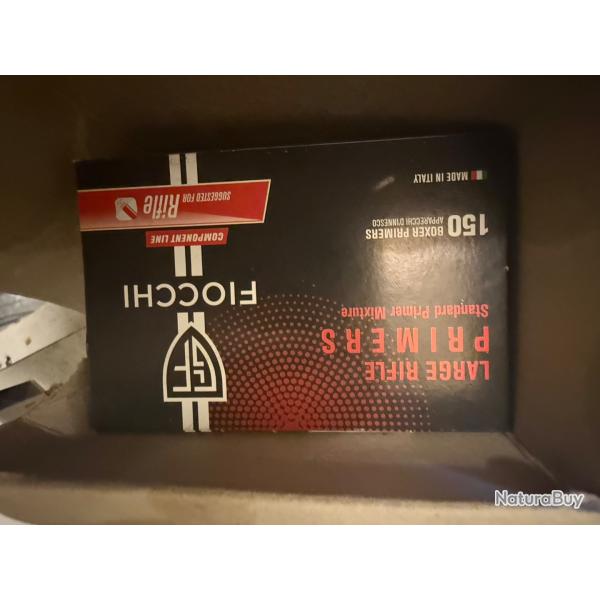 GF
FIOCCHI
COMPONENT LINE
SUGGESTED FOR
Rifle
LARGE RIFLE
PRIMERS
Standard Primer Mixture
150 BOXER PRIMERS
APPARECCHI D'INNESCO
MADE IN ITALY
NaturaBuy